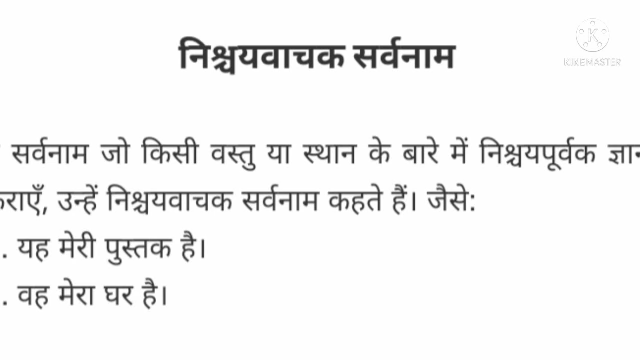 निश्चयवाचक सर्वनाम
KINEMASTER
सर्वनाम जो किसी वस्तु या स्थान के बारे में निश्चयपूर्वक
उन्हें निश्चयवाचक सर्वनाम कहते हैं। जैसे:
. यह मेरी पुस्तक है।
. वह मेरा घर है।